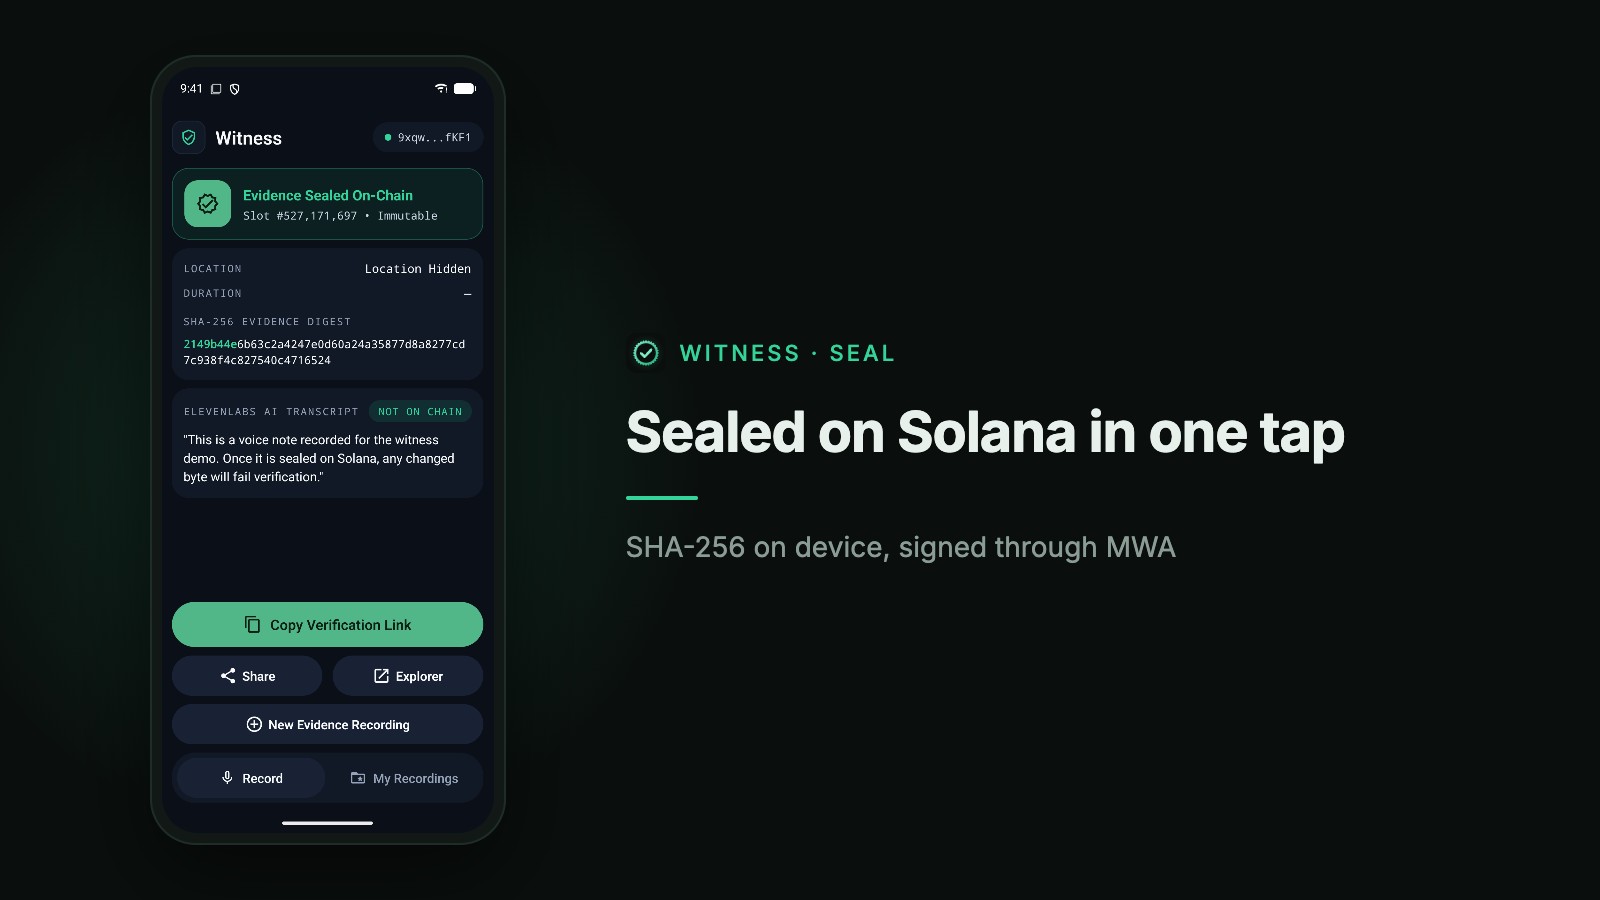 9:41
Witness
9xqw...fKF1
Evidence Sealed On-Chain
Slot #527,171,697 • Immutable
LOCATION Location Hidden
DURATION –
SHA-256 EVIDENCE DIGEST
2149b44e6b63c2a4247e0d60a24a35877d8a8277cd
7c938f4c827540c4716524
ELEVENLABS AI TRANSCRIPT NOT ON CHAIN
"This is a voice note recorded for the witness
demo. Once it is sealed on Solana, any changed
byte will fail verification."
Copy Verification Link
Share
Explorer
New Evidence Recording
Record
My Recordings
WITNESS · SEAL
Sealed on Solana in one tap
SHA-256 on device, signed through MWA